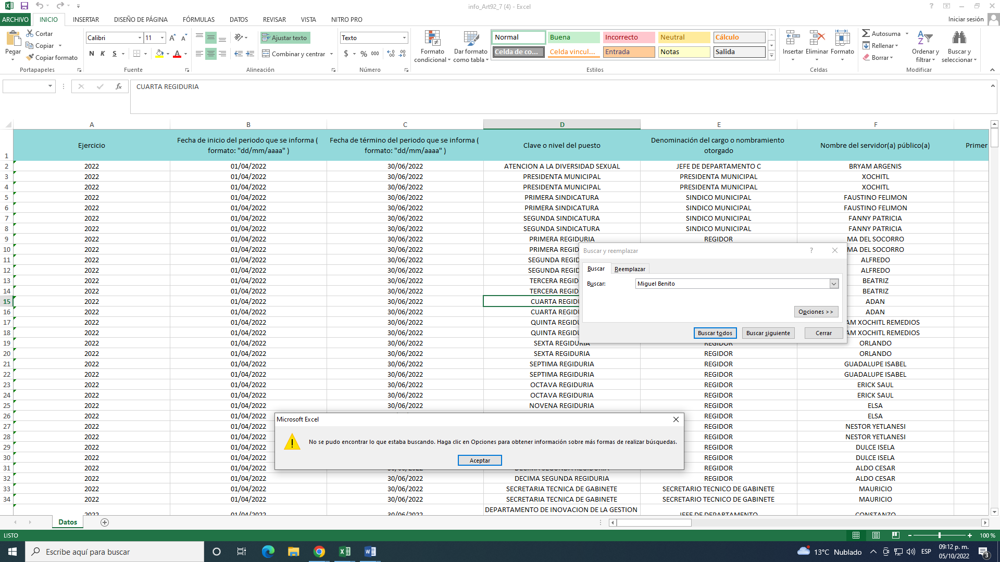 info_Art92_7 (4) - Excel
ARCHIVO INICIO INSERTAR DISEÑO DE PÁGINA FÓRMULAS DATOS REVISAR VISTA NITRO PRO Iniciar sesión
Pegar
Cortar
Copiar
Copiar formato
Portapapeles
Calibri 11
N K S
Fuente
Ajustar texto
Combinar y centrar
Alineación
Texto
$ % 000
Número
Formato condicional
Dar formato como tabla
Normal Buena Incorrecto Neutral Cálculo
Celda de co... Celda vincul... Entrada Notas Salida
Estilos
Insertar Eliminar Formato
Celdas
Autosuma
Rellenar
Borrar
Ordenar y filtrar
Buscar y seleccionar
Modificar
CUARTA REGIDURIA
A B C D E F
1 Ejercicio Fecha de inicio del periodo que se informa ( formato: "dd/mm/aaaa" ) Fecha de término del periodo que se informa ( formato: "dd/mm/aaaa" ) Clave o nivel del puesto Denominación del cargo o nombramiento otorgado Nombre del servidor(a) público(a) Primer
2 2022 01/04/2022 30/06/2022 ATENCION A LA DIVERSIDAD SEXUAL JEFE DE DEPARTAMENTO C BRYAM ARGENIS
3 2022 01/04/2022 30/06/2022 PRESIDENTA MUNICIPAL PRESIDENTA MUNICIPAL XOCHITL
4 2022 01/04/2022 30/06/2022 PRESIDENTA MUNICIPAL PRESIDENTA MUNICIPAL XOCHITL
5 2022 01/04/2022 30/06/2022 PRIMERA SINDICATURA SINDICO MUNICIPAL FAUSTINO FELIMON
6 2022 01/04/2022 30/06/2022 PRIMERA SINDICATURA SINDICO MUNICIPAL FAUSTINO FELIMON
7 2022 01/04/2022 30/06/2022 SEGUNDA SINDICATURA SINDICO MUNICIPAL FANNY PATRICIA
8 2022 01/04/2022 30/06/2022 SEGUNDA SINDICATURA SINDICO MUNICIPAL FANNY PATRICIA
9 2022 01/04/2022 30/06/2022 PRIMERA REGIDURIA REGIDOR MA DEL SOCORRO
10 2022 01/04/2022 30/06/2022 PRIMERA REGID MA DEL SOCORRO
11 2022 01/04/2022 30/06/2022 SEGUNDA REGID ALFREDO
12 2022 01/04/2022 30/06/2022 SEGUNDA REGID ALFREDO
13 2022 01/04/2022 30/06/2022 TERCERA REGID BEATRIZ
14 2022 01/04/2022 30/06/2022 TERCERA REGID BEATRIZ
15 2022 01/04/2022 30/06/2022 CUARTA REGIDU ADAN
16 2022 01/04/2022 30/06/2022 CUARTA REGIDU ADAN
17 2022 01/04/2022 30/06/2022 QUINTA REGIDU AM XOCHITL REMEDIOS
18 2022 01/04/2022 30/06/2022 QUINTA REGIDU AM XOCHITL REMEDIOS
19 2022 01/04/2022 30/06/2022 SEXTA REGIDURIA REGIDOR ORLANDO
20 2022 01/04/2022 30/06/2022 SEXTA REGIDURIA REGIDOR ORLANDO
21 2022 01/04/2022 30/06/2022 SEPTIMA REGIDURIA REGIDOR GUADALUPE ISABEL
22 2022 01/04/2022 30/06/2022 SEPTIMA REGIDURIA REGIDOR GUADALUPE ISABEL
23 2022 01/04/2022 30/06/2022 OCTAVA REGIDURIA REGIDOR ERICK SAUL
24 2022 01/04/2022 30/06/2022 OCTAVA REGIDURIA REGIDOR ERICK SAUL
25 2022 01/04/2022 30/06/2022 NOVENA REGIDURIA REGIDOR ELSA
26 2022 01/04/2022 REGIDOR ELSA
27 2022 01/04/2022 REGIDOR NESTOR YETLANESI
28 2022 01/04/2022 REGIDOR NESTOR YETLANESI
29 2022 01/04/2022 REGIDOR DULCE ISELA
30 2022 01/04/2022 REGIDOR DULCE ISELA
31 2022 01/04/2022 DECIMA SEGUNDA REGIDURIA REGIDOR ALDO CESAR
32 2022 01/04/2022 30/06/2022 DECIMA SEGUNDA REGIDURIA REGIDOR ALDO CESAR
33 2022 01/04/2022 30/06/2022 SECRETARIA TECNICA DE GABINETE SECRETARIO TECNICO DE GABINETE MAURICIO
34 2022 01/04/2022 30/06/2022 SECRETARIA TECNICA DE GABINETE SECRETARIO TECNICO DE GABINETE MAURICIO
DEPARTAMENTO DE INOVACION DE LA GESTION
2022 01/04/2022 30/06/2022 JEFE DE DEPARTAMENTO CONSTANZO
Buscar y reemplazar ?
Buscar Reemplazar
Buscar: Miguel Benito
Opciones >>
Buscar todos Buscar siguiente Cerrar
Microsoft Excel
No se pudo encontrar lo que estaba buscando. Haga clic en Opciones para obtener información sobre más formas de realizar búsquedas.
Aceptar
Datos
LISTO 100 %
Escribe aquí para buscar
13°C Nublado ESP
09:12 p. m.
05/10/2022
3